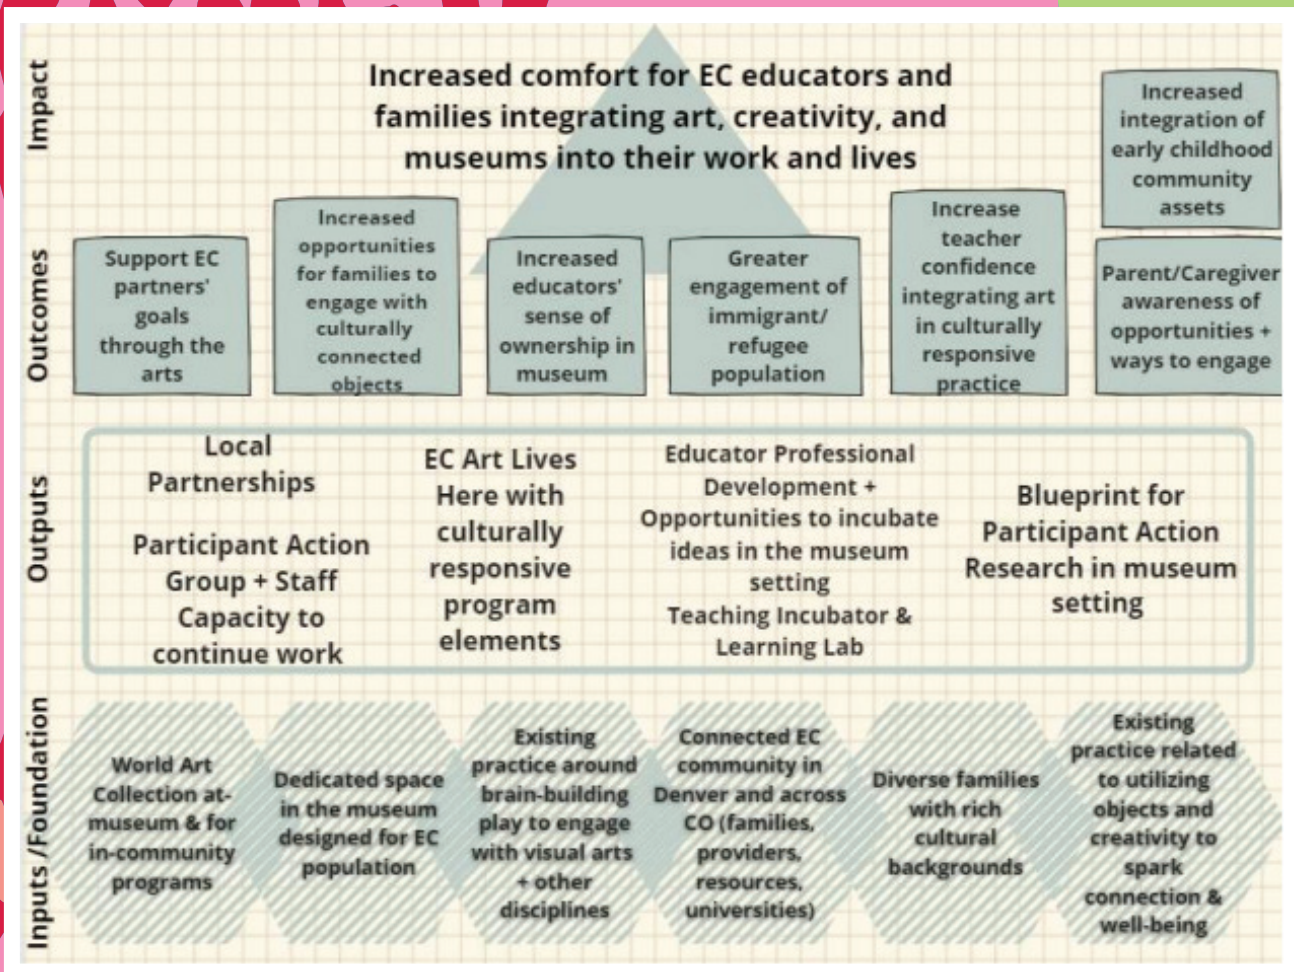 Impact
Increased comfort for EC educators and
families integrating art, creativity, and
museums into their work and lives
Increased
integration of
early childhood
community
assets
Outcomes
Support EC
partners'
goals
through the
arts
Increased
opportunities
for families to
engage with
culturally
connected
objects
Increased
educators'
sense of
ownership in
museum
Greater
engagement of
immigrant/
refugee
population
Increase
teacher
confidence
integrating art
in culturally
responsive
practice
Parent/Caregiver
awareness of
opportunities +
ways to engage
Outputs
Local
Partnerships
Participant Action
Group + Staff
Capacity to
continue work
EC Art Lives
Here with
culturally
responsive
program
elements
Educator Professional
Development +
Opportunities to incubate
ideas in the museum
setting
Teaching Incubator &
Learning Lab
Blueprint for
Participant Action
Research in museum
setting
Inputs /Foundation
World Art
Collection at-
museum & for
in-community
programs
Dedicated space
in the museum
designed for EC
population
Existing
practice around
brain-building
play to engage
with visual arts
+ other
disciplines
Connected EC
community in
Denver and across
CO (families,
providers,
resources,
universities)
Diverse families
with rich
cultural
backgrounds
Existing
practice related
to utilizing
objects and
creativity to
spark
connection &
well-being